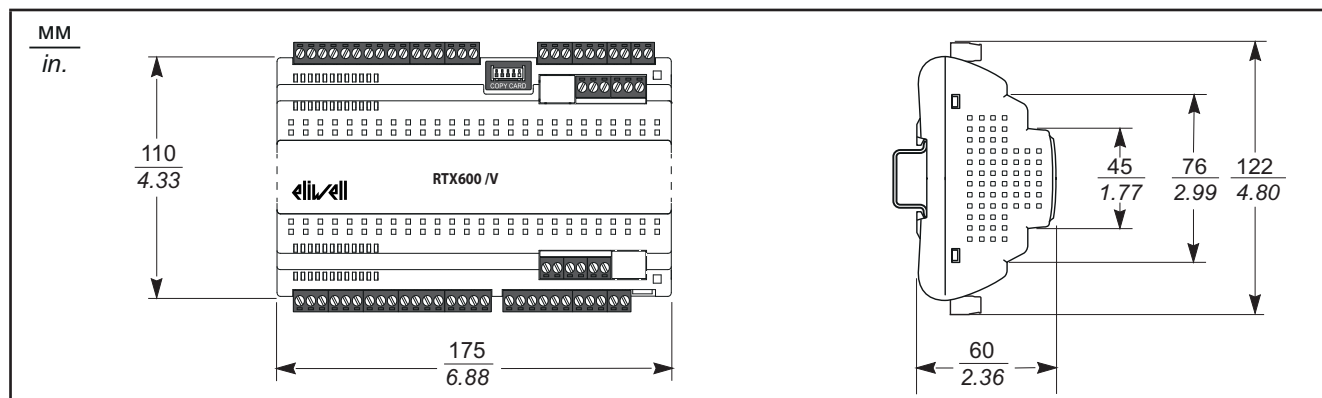 мм
in.
COPY CARD
110
4.33
eliwell
RTX600 /V
175
6.88
45
1.77
76
2.99
122
4.80
60
2.36